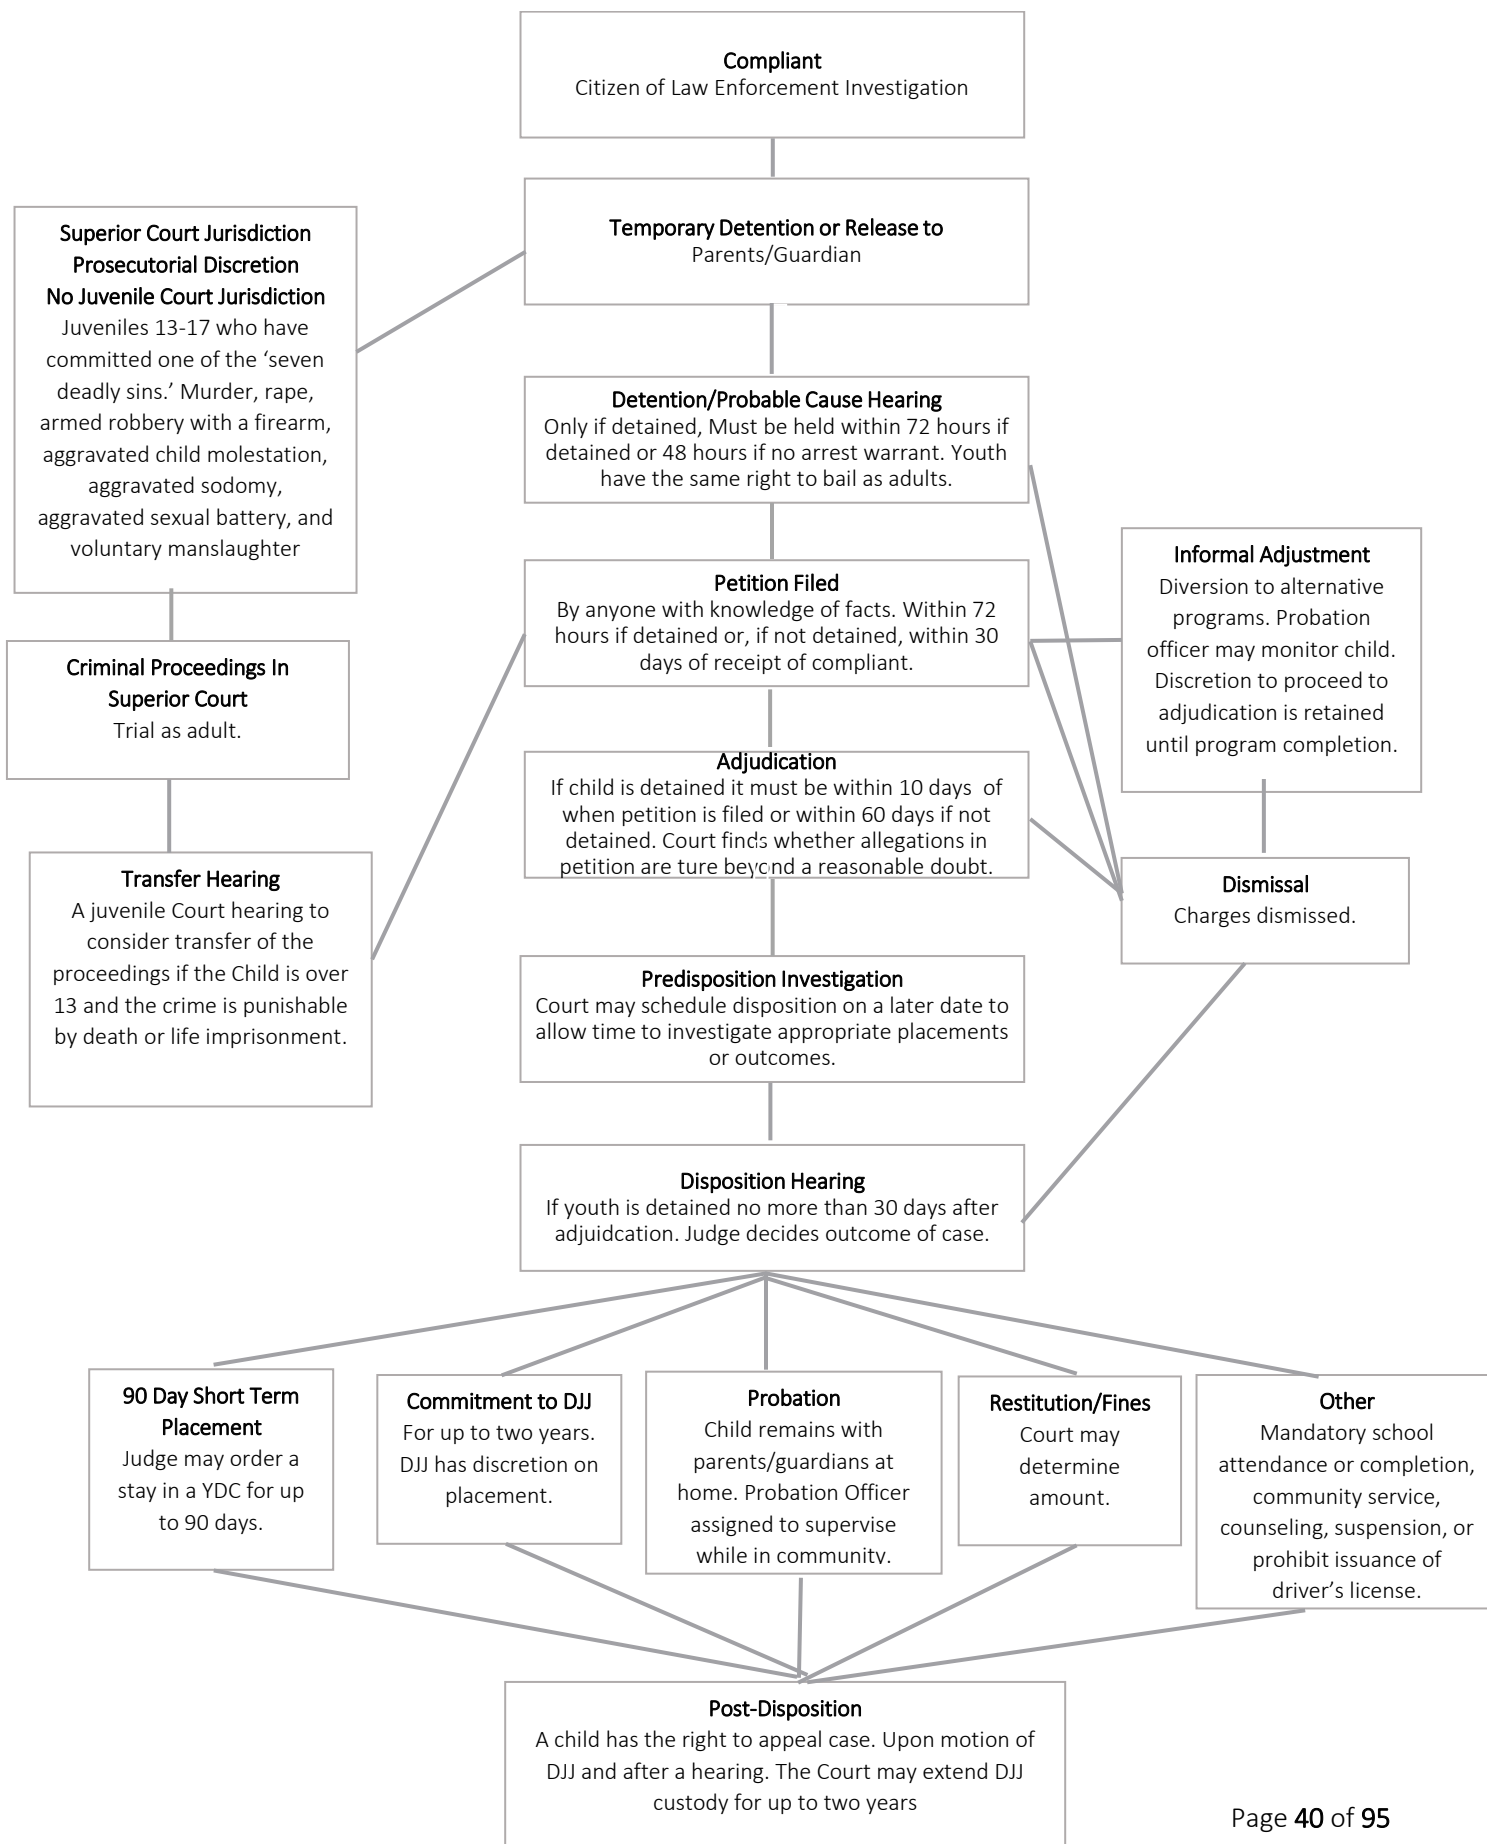 Compliant
Citizen of Law Enforcement Investigation
Temporary Detention or Release to
Parents/Guardian
Superior Court Jurisdiction
Prosecutorial Discretion
No Juvenile Court Jurisdiction
Juveniles 13-17 who have
committed one of the ‘seven
deadly sins.’ Murder, rape,
armed robbery with a firearm,
aggravated child molestation,
aggravated sodomy,
aggravated sexual battery, and
voluntary manslaughter
Detention/Probable Cause Hearing
Only if detained, Must be held within 72 hours if
detained or 48 hours if no arrest warrant. Youth
have the same right to bail as adults.
Informal Adjustment
Diversion to alternative
programs. Probation
officer may monitor child.
Discretion to proceed to
adjudication is retained
until program completion.
Petition Filed
By anyone with knowledge of facts. Within 72
hours if detained or, if not detained, within 30
days of receipt of compliant.
Criminal Proceedings In
Superior Court
Trial as adult.
Adjudication
If child is detained it must be within 10 days  of
when petition is filed or within 60 days if not
detained. Court finds whether allegations in
petition are ture beyond a reasonable doubt.
Transfer Hearing
A juvenile Court hearing to
consider transfer of the
proceedings if the Child is over
13 and the crime is punishable
by death or life imprisonment.
Dismissal
Charges dismissed.
Predisposition Investigation
Court may schedule disposition on a later date to
allow time to investigate appropriate placements
or outcomes.
Disposition Hearing
If youth is detained no more than 30 days after
adjuidcation. Judge decides outcome of case.
90 Day Short Term
Placement
Judge may order a
stay in a YDC for up
to 90 days.
Commitment to DJJ
For up to two years.
DJJ has discretion on
placement.
Probation
Child remains with
parents/guardians at
home. Probation Officer
assigned to supervise
while in community.
Restitution/Fines
Court may
determine
amount.
Other
Mandatory school
attendance or completion,
community service,
counseling, suspension, or
prohibit issuance of
driver’s license.
Post-Disposition
A child has the right to appeal case. Upon motion of
DJJ and after a hearing. The Court may extend DJJ
custody for up to two years
Page 40 of 95